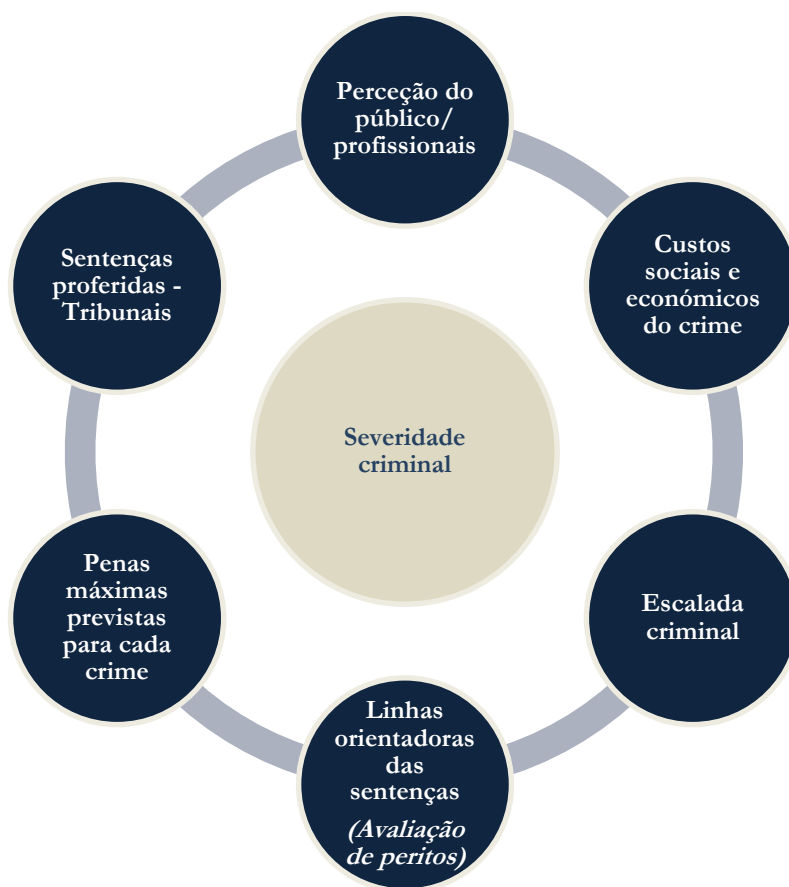 Perceção do
público/
profissionais
Custos
sociais e
económicos
do crime
Escalada
criminal
Linhas
orientadoras
das
sentenças
(Avaliação
de peritos)
Penas
máximas
previstas
para cada
crime
Sentenças
proferidas -
Tribunais
Severidade
criminal